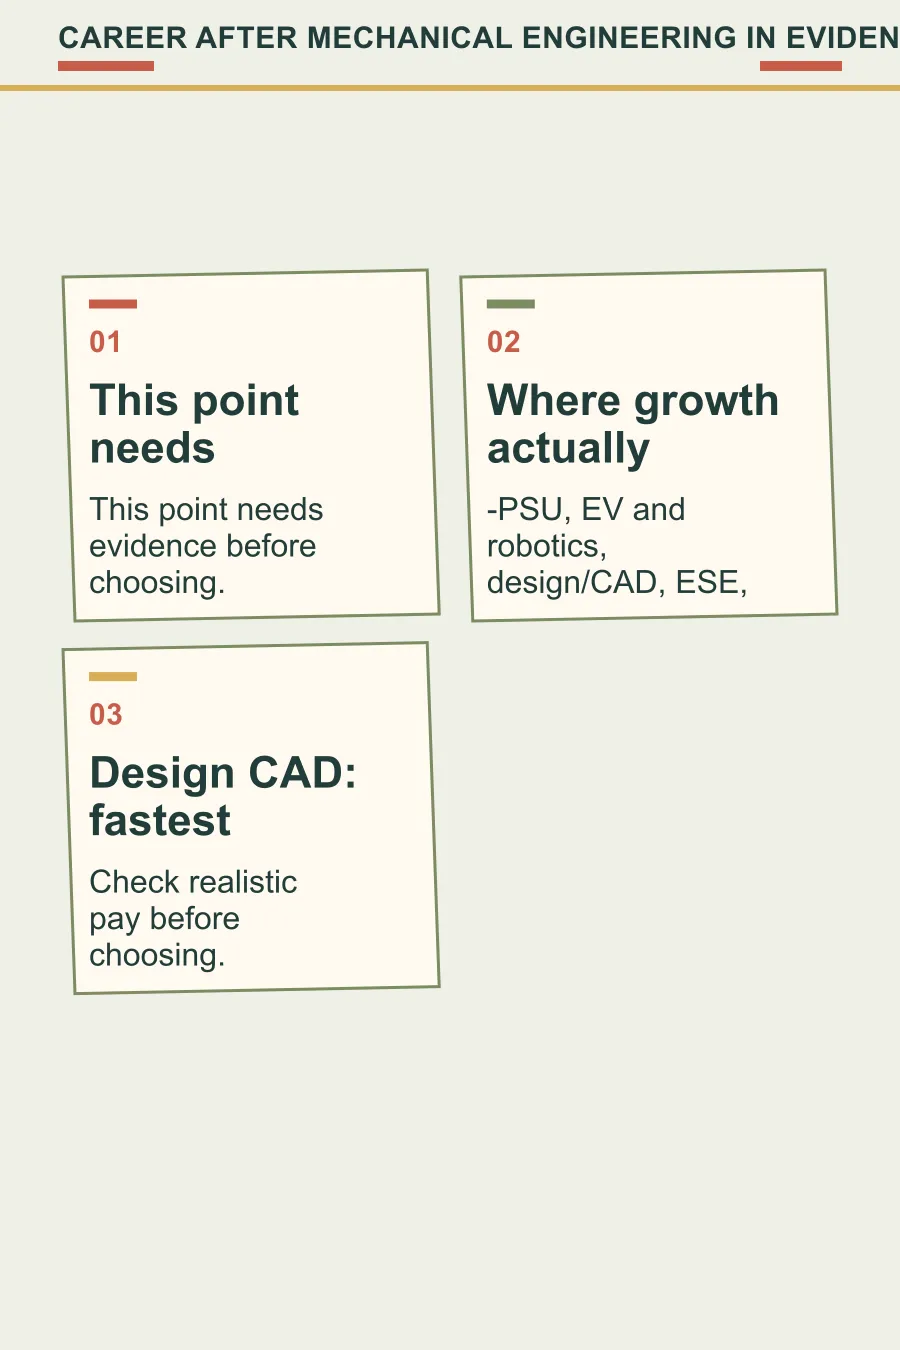 CAREER AFTER MECHANICAL ENGINEERING IN EVIDEN
01
This point
needs
This point needs
evidence before
choosing.
02
Where growth
actually
-PSU, EV and
robotics,
design/CAD, ESE,
03
Design CAD:
fastest
Check realistic
pay before
choosing.